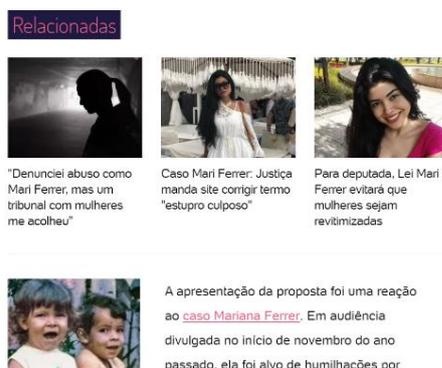 Relacionadas
"Denunciei abuso como
Mari Ferrer, mas um
tribunal com mulheres
me acolheu"
Caso Mari Ferrer: Justiça
manda site corrigir termo
"estupro culposo"
Para deputada, Lei Mari
Ferrer evitará que
mulheres sejam
revitimizadas
A apresentação da proposta foi uma reação
ao caso Mariana Ferrer. Em audiência
divulgada no início de novembro do ano
passado, ela foi alvo de humilhações por